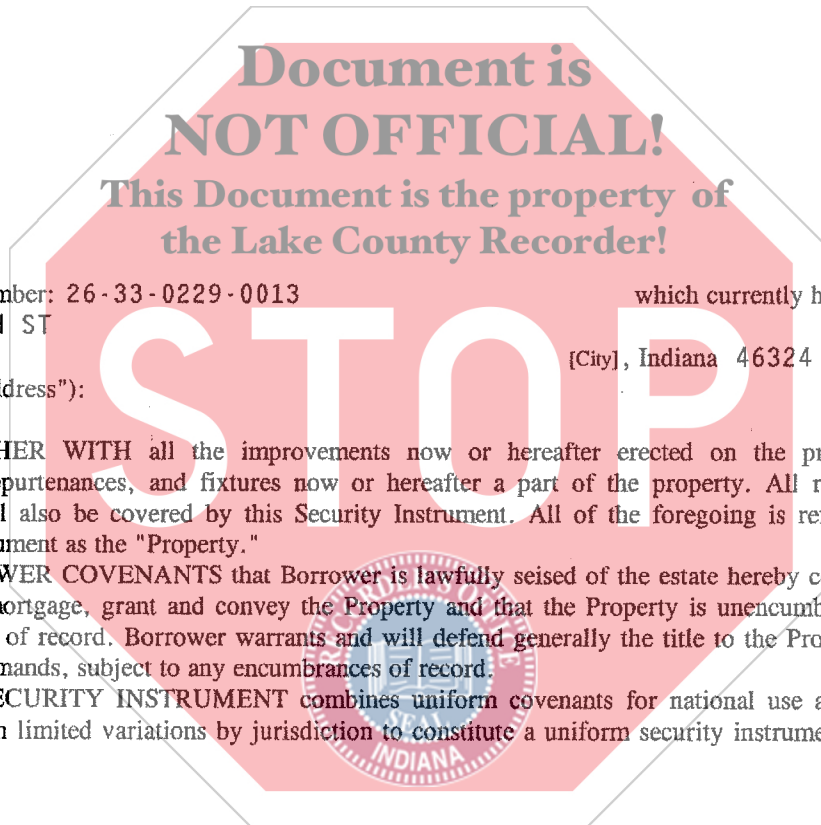 Document is
NOT OFFICIAL!
This Document is the property of
the Lake County Recorder!
mber: 26-33-0229-0013 which currently h
ST
[City], Indiana 46324
ddress"):
STOP
HER WITH all the improvements now or hereafter erected on the pr
purtenances, and fixtures now or hereafter a part of the property. All r
l also be covered by this Security Instrument. All of the foregoing is re
ument as the "Property."
WER COVENANTS that Borrower is lawfully seised of the estate hereby c
ortgage, grant and convey the Property and that the Property is unencumb
of record. Borrower warrants and will defend generally the title to the Pro
mands, subject to any encumbrances of record.
ECURITY INSTRUMENT combines uniform covenants for national use a
limited variations by jurisdiction to constitute a uniform security instrume
RECORDER'S OFFICE
SEAL
INDIANA